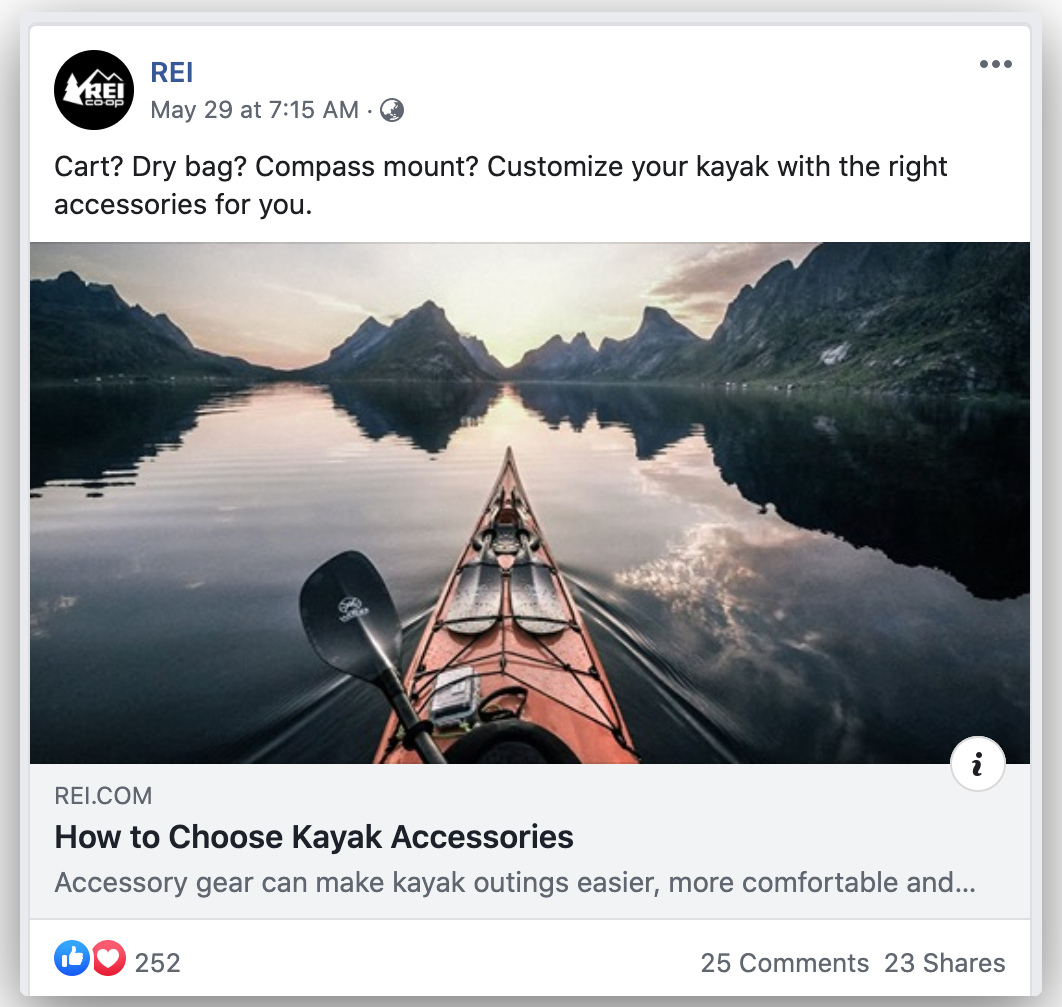 REI
CO·OP
REI
May 29 at 7:15 AM ·
Cart? Dry bag? Compass mount? Customize your kayak with the right
accessories for you.
i
REI.COM
How to Choose Kayak Accessories
Accessory gear can make kayak outings easier, more comfortable and...
252
25 Comments 23 Shares